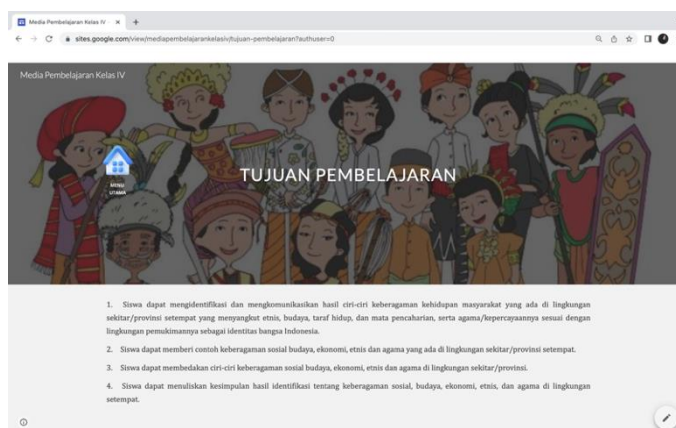 Media Pembelajaran Kelas IV
sites.google.com/view/mediapembelajarankelasiv/tujuan-pembelajaran?authuser=0
Media Pembelajaran Kelas IV
MENU
UTAMA
TUJUAN PEMBELAJARAN
1. Siswa dapat mengidentifikasi dan mengkomunikasikan hasil ciri-ciri keberagaman kehidupan masyarakat yang ada di lingkungan
sekitar/provinsi setempat yang menyangkut etnis, budaya, taraf hidup, dan mata pencaharian, serta agama/kepercayaannya sesuai dengan
lingkungan pemukimannya sebagai identitas bangsa Indonesia.
2. Siswa dapat memberi contoh keberagaman sosial budaya, ekonomi, etnis dan agama yang ada di lingkungan sekitar/provinsi setempat.
3. Siswa dapat membedakan ciri-ciri keberagaman sosial budaya, ekonomi, etnis dan agama di lingkungan sekitar/provinsi.
4. Siswa dapat menuliskan kesimpulan hasil identifikasi tentang keberagaman sosial, budaya, ekonomi, etnis, dan agama di lingkungan
setempat.